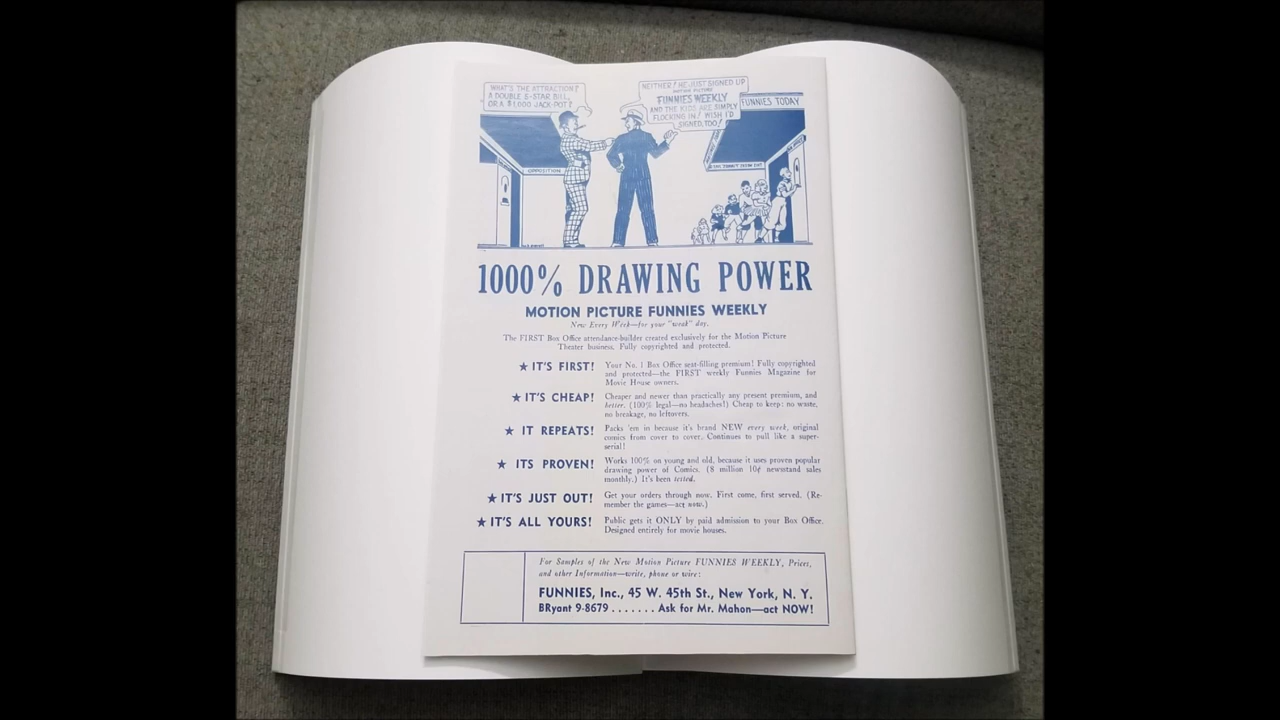 WHAT'S THE ATTRACTION?
A DOUBLE 5-STAR BILL,
OR A $1,000 JACK-POT?
NEITHER! HE JUST SIGNED UP
MOTION PICTURE
FUNNIES WEEKLY
AND THE KIDS ARE SIMPLY
FLOCKING IN! WISH I'D
SIGNED, TOO!
FUNNIES TODAY
OPPOSITION
1000% DRAWING POWER
MOTION PICTURE FUNNIES WEEKLY
New Every Week—for your "weak" day.
The FIRST Box Office attendance-builder created exclusively for the Motion Picture
Theater business. Fully copyrighted and protected.
★ IT'S FIRST!
Your No. 1 Box Office seat-filling premium! Fully copyrighted
and protected—the FIRST weekly Funnies Magazine for
Movie House owners.
★ IT'S CHEAP!
Cheaper and newer than practically any present premium, and
better. (100% legal—no headaches!) Cheap to keep: no waste,
no breakage, no leftovers.
★ IT REPEATS!
Packs 'em in because it's brand NEW every week, original
comics from cover to cover. Continues to pull like a super-
serial!
★ ITS PROVEN!
Works 100% on young and old, because it uses proven popular
drawing power of Comics. (8 million 10¢ newsstand sales
monthly.) It's been tested.
★ IT'S JUST OUT!
Get your orders through now. First come, first served. (Re-
member the games—act now.)
★ IT'S ALL YOURS!
Public gets it ONLY by paid admission to your Box Office.
Designed entirely for movie houses.
For Samples of the New Motion Picture FUNNIES WEEKLY, Prices,
and other Information—write, phone or wire:
FUNNIES, Inc., 45 W. 45th St., New York, N. Y.
BRyant 9-8679 . . . . . . . Ask for Mr. Mahon—act NOW!